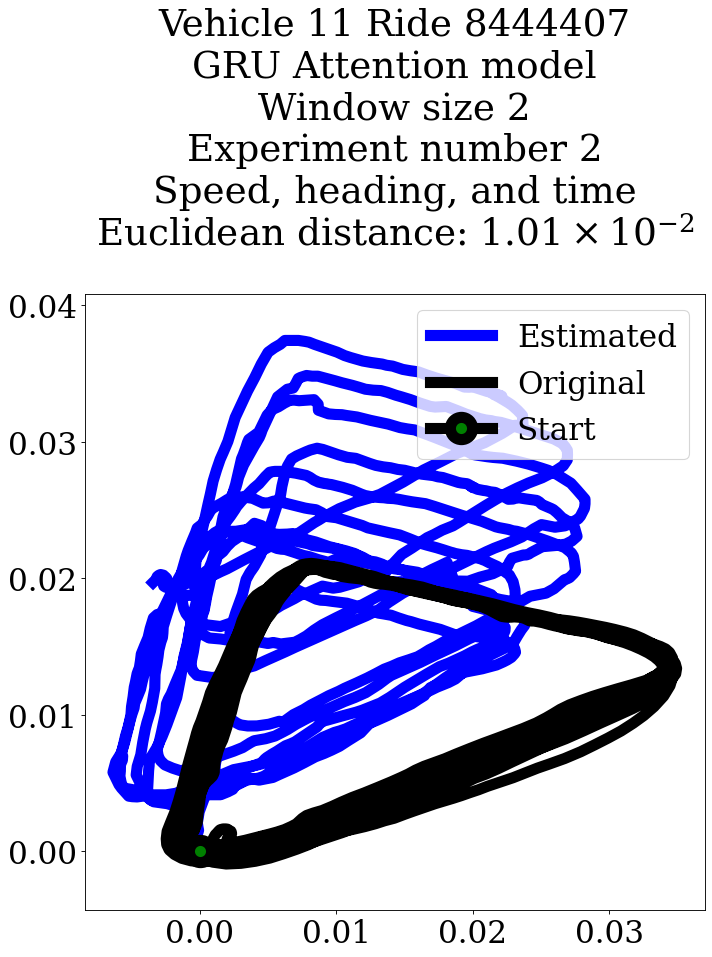 Vehicle 11 Ride 8444407
GRU Attention model
Window size 2
Experiment number 2
Speed, heading, and time
Euclidean distance: 1.01 × 10⁻²
0.04
0.03
0.02
0.01
0.00
Estimated
Original
Start
0.00 0.01 0.02 0.03